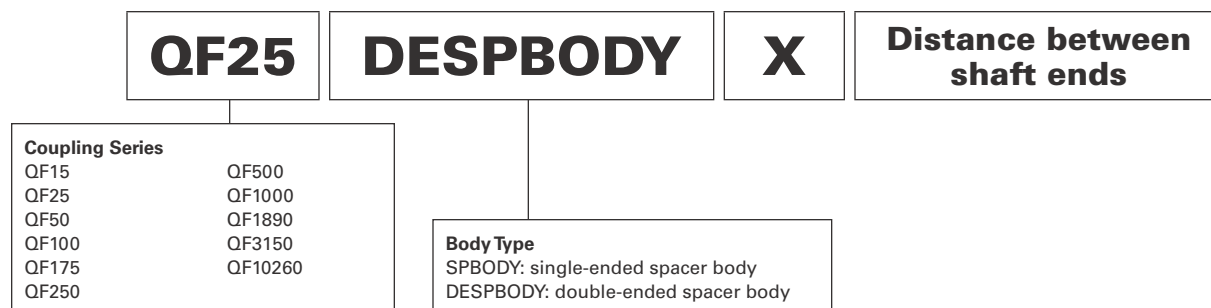 QF25 DESPBODY X Distance between
shaft ends
Coupling Series
QF15 QF500
QF25 QF1000
QF50 QF1890
QF100 QF3150
QF175 QF10260
QF250
Body Type
SPBODY: single-ended spacer body
DESPBODY: double-ended spacer body